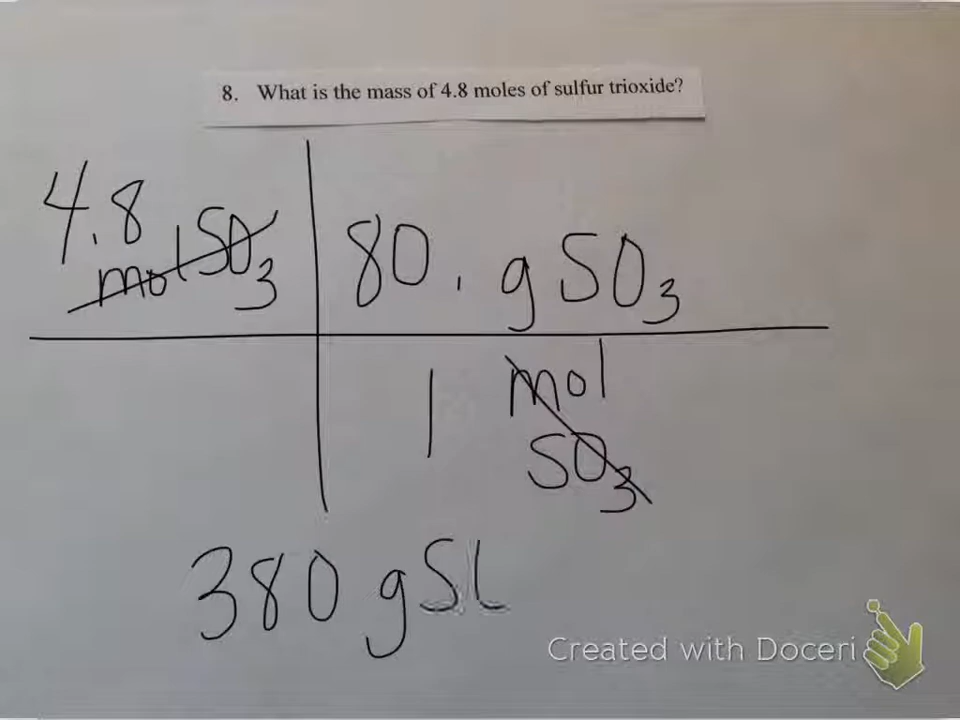 8. What is the mass of 4.8 moles of sulfur trioxide?
4.8
mol SO₃
80. g SO₃
1 mol
SO₃
380 g S
Created with Doceri